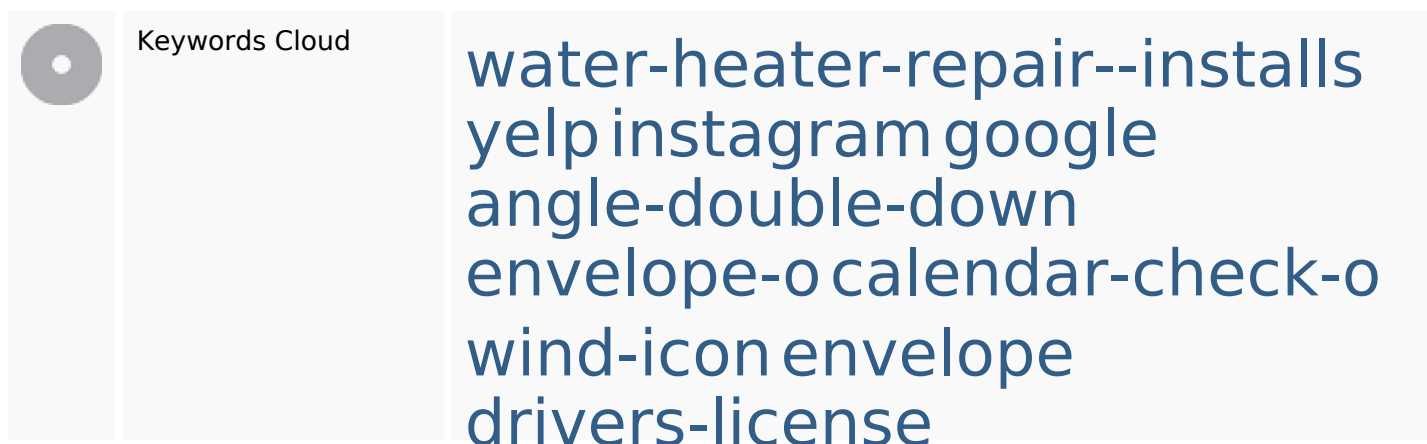 Keywords Cloud
water-heater-repair--installs
yelp instagram google
angle-double-down
envelope-o calendar-check-o
wind-icon envelope
drivers-license